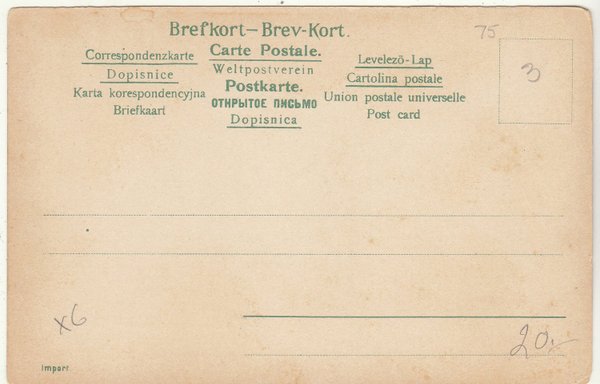 Brefkort – Brev-Kort.
75
Correspondenzkarte
Dopisnice
Karta korespondencyjna
Briefkaart
Carte Postale.
Weltpostverein
Postkarte.
ОТКРЫТОЕ ПИСЬМО
Dopisnica
Levelezõ-Lap
Cartolina postale
Union postale universelle
Post card
3
x6
20.-
Import